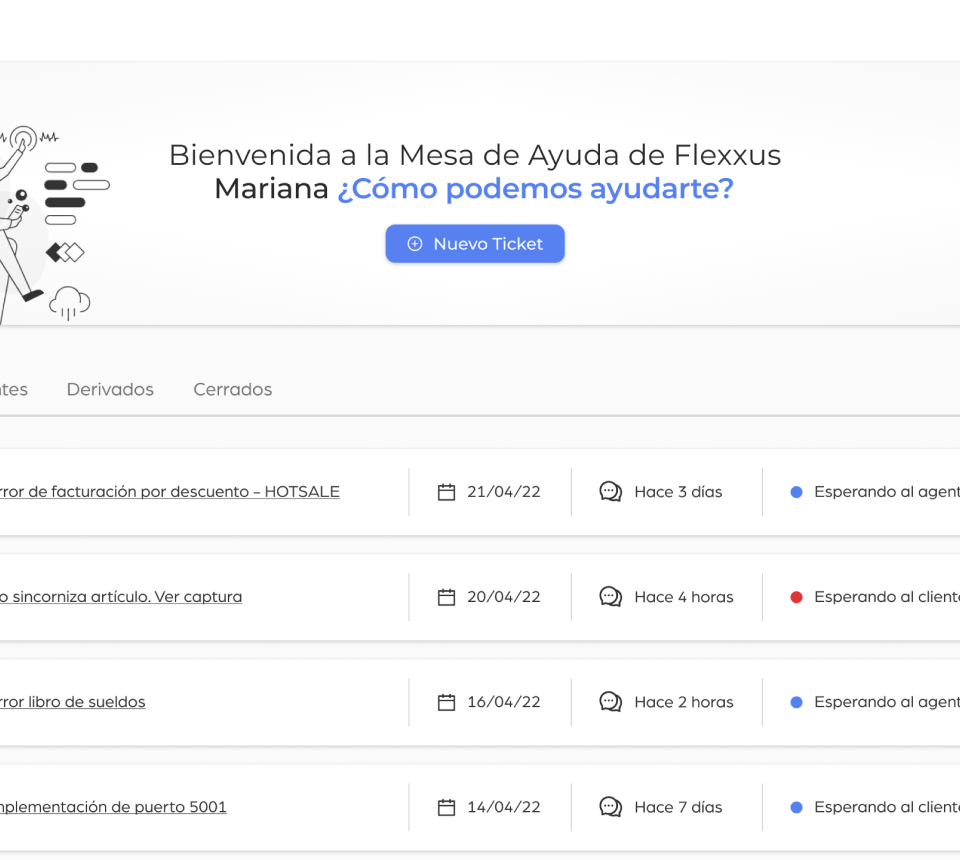 Bienvenida a la Mesa de Ayuda de Flexxus
Mariana ¿Cómo podemos ayudarte?
Nuevo Ticket
ntes Derivados Cerrados
rror de facturación por descuento - HOTSALE 21/04/22 Hace 3 días Esperando al agent
o sincorniza artículo. Ver captura 20/04/22 Hace 4 horas Esperando al client
rror libro de sueldos 16/04/22 Hace 2 horas Esperando al agent
mplementación de puerto 5001 14/04/22 Hace 7 días Esperando al client